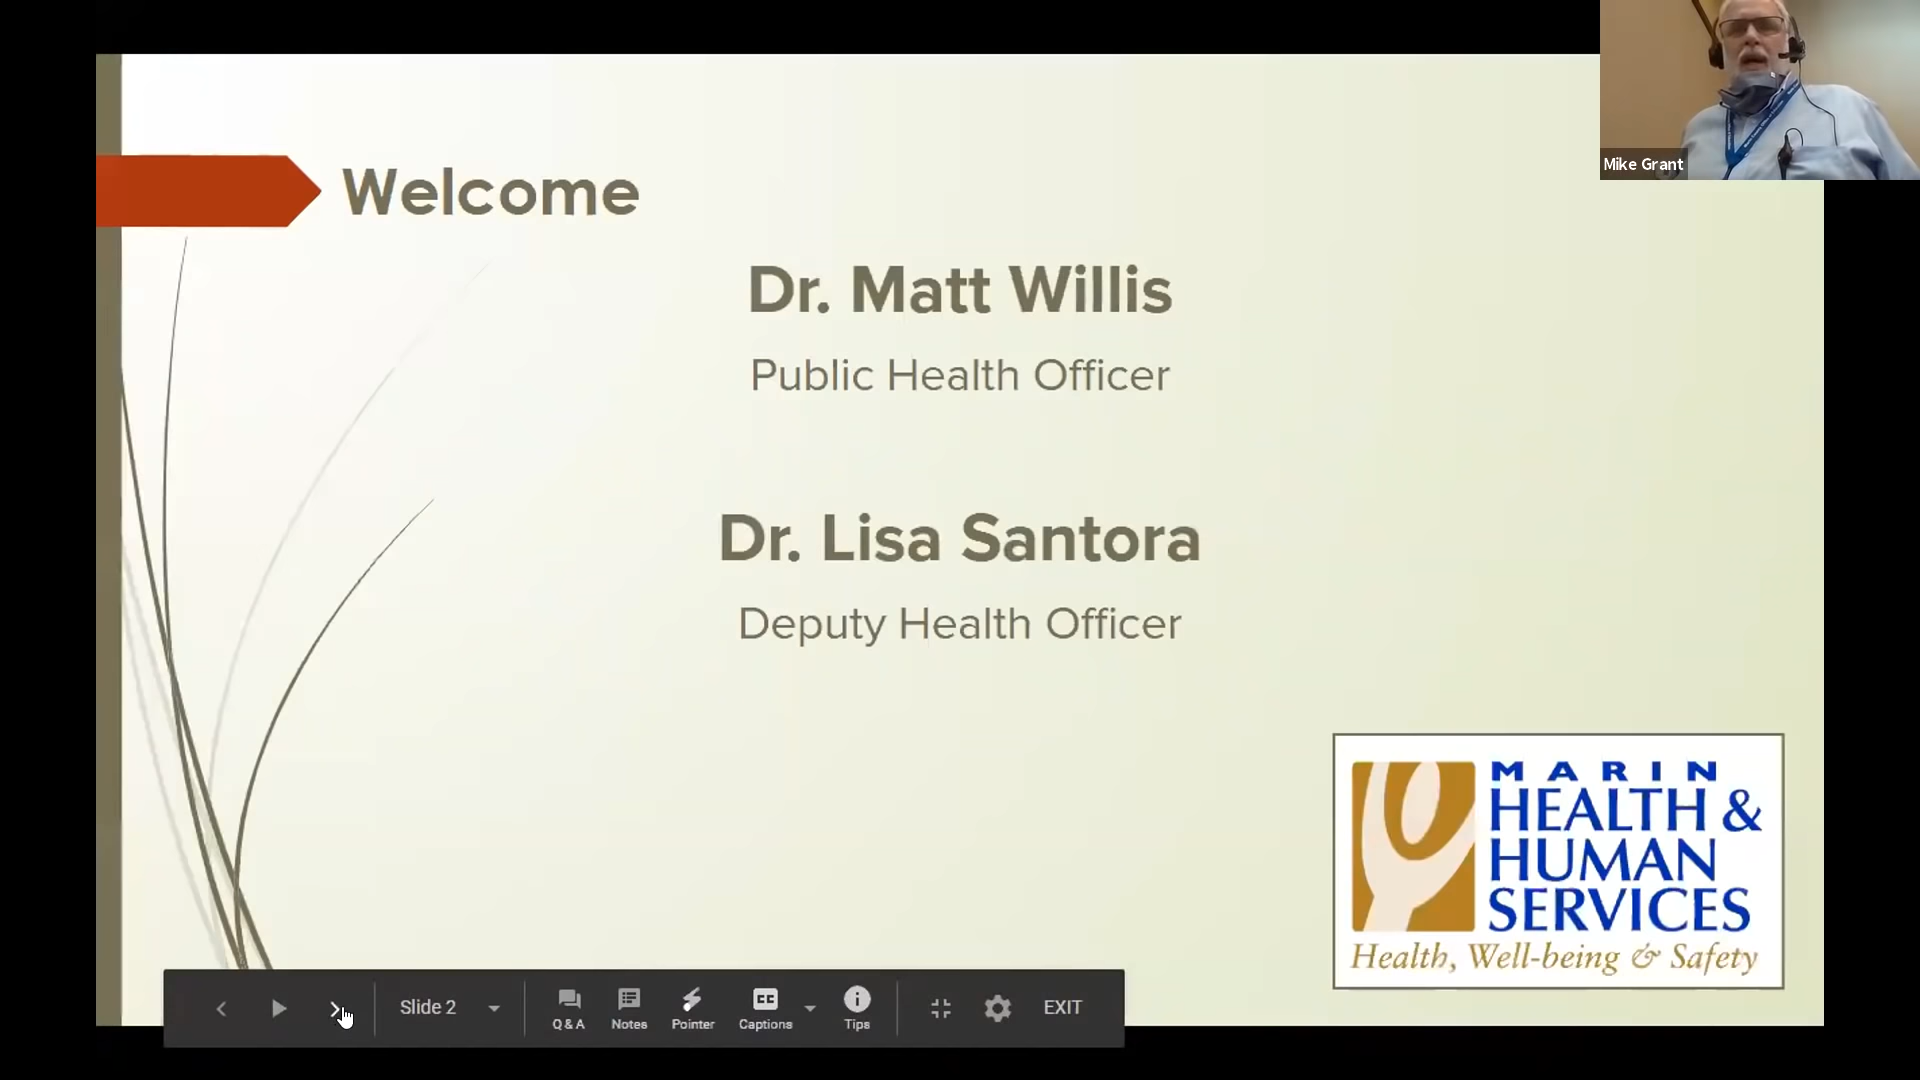 Welcome
Dr. Matt Willis
Public Health Officer
Dr. Lisa Santora
Deputy Health Officer
MARIN
HEALTH &
HUMAN
SERVICES
Health, Well-being & Safety
Mike Grant
Slide 2
Q & A
Notes
Pointer
CC
Captions
Tips
EXIT